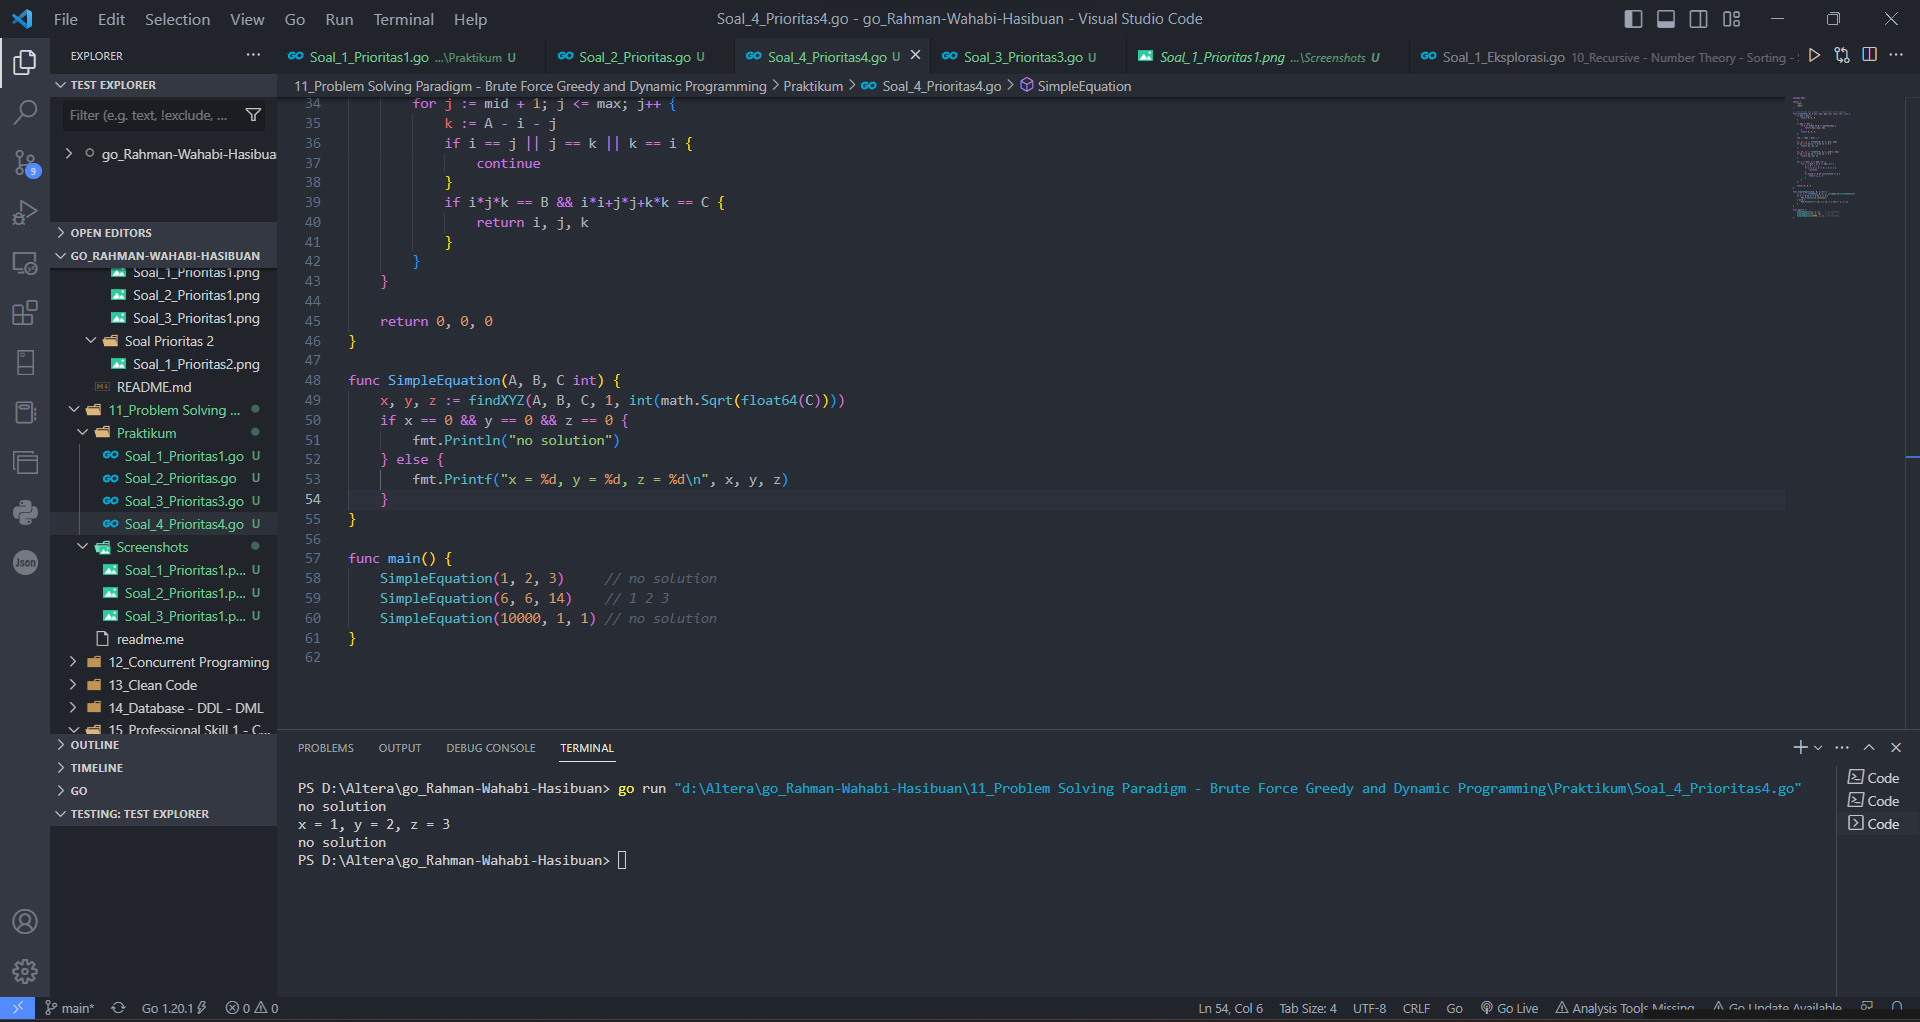 File Edit Selection View Go Run Terminal Help
Soal_4_Prioritas4.go - go_Rahman-Wahabi-Hasibuan - Visual Studio Code
EXPLORER
Soal_1_Prioritas1.go ...\Praktikum U
Soal_2_Prioritas.go U
Soal_4_Prioritas4.go U
Soal_3_Prioritas3.go U
Soal_1_Prioritas1.png ...\Screenshots U
Soal_1_Eksplorasi.go 10_Recursive - Number Theory - Sorting -
TEST EXPLORER
Filter (e.g. text, !exclude, ...
go_Rahman-Wahabi-Hasibua
9
OPEN EDITORS
GO_RAHMAN-WAHABI-HASIBUAN
Soal_1_Prioritas1.png
Soal_2_Prioritas1.png
Soal_3_Prioritas1.png
Soal Prioritas 2
Soal_1_Prioritas2.png
README.md
11_Problem Solving ...
Praktikum
Soal_1_Prioritas1.go U
Soal_2_Prioritas.go U
Soal_3_Prioritas3.go U
Soal_4_Prioritas4.go U
Screenshots
Soal_1_Prioritas1.p... U
Soal_2_Prioritas1.p... U
Soal_3_Prioritas1.p... U
readme.me
12_Concurrent Programing
13_Clean Code
14_Database - DDL - DML
15_Professional Skill 1 - C...
OUTLINE
TIMELINE
GO
TESTING: TEST EXPLORER
Json
11_Problem Solving Paradigm - Brute Force Greedy and Dynamic Programming > Praktikum > Soal_4_Prioritas4.go > SimpleEquation
34 for j := mid + 1; j <= max; j++ {
35 k := A - i - j
36 if i == j || j == k || k == i {
37 continue
38 }
39 if i*j*k == B && i*i+j*j+k*k == C {
40 return i, j, k
41 }
42 }
43 }
44
45 return 0, 0, 0
46 }
47
48 func SimpleEquation(A, B, C int) {
49 x, y, z := findXYZ(A, B, C, 1, int(math.Sqrt(float64(C))))
50 if x == 0 && y == 0 && z == 0 {
51 fmt.Println("no solution")
52 } else {
53 fmt.Printf("x = %d, y = %d, z = %d\n", x, y, z)
54 }
55 }
56
57 func main() {
58 SimpleEquation(1, 2, 3) // no solution
59 SimpleEquation(6, 6, 14) // 1 2 3
60 SimpleEquation(10000, 1, 1) // no solution
61 }
62
PROBLEMS OUTPUT DEBUG CONSOLE TERMINAL
PS D:\Altera\go_Rahman-Wahabi-Hasibuan> go run "d:\Altera\go_Rahman-Wahabi-Hasibuan\11_Problem Solving Paradigm - Brute Force Greedy and Dynamic Programming\Praktikum\Soal_4_Prioritas4.go"
no solution
x = 1, y = 2, z = 3
no solution
PS D:\Altera\go_Rahman-Wahabi-Hasibuan>
Code
Code
Code
main* Go 1.20.1 0 0
Ln 54, Col 6 Tab Size: 4 UTF-8 CRLF Go Go Live Analysis Tools Missing Go Update Available